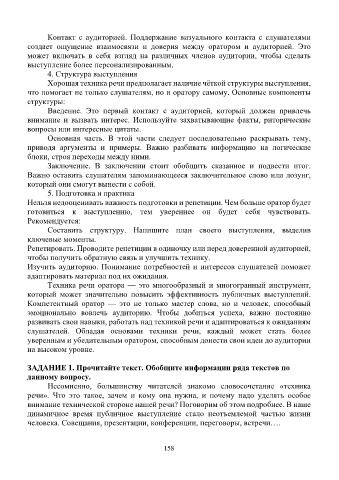 Контакт с аудиторией. Поддержание визуального контакта с слушателями
создает ощущение взаимосвязи и доверия между оратором и аудиторией. Это
может включать в себя взгляд на различных членов аудитории, чтобы сделать
выступление более персонализированным.
4. Структура выступления
Хорошая техника речи предполагает наличие чёткой структуры выступления,
что помогает не только слушателям, но и оратору самому. Основные компоненты
структуры:
Введение. Это первый контакт с аудиторией, который должен привлечь
внимание и вызвать интерес. Используйте захватывающие факты, риторические
вопросы или интересные цитаты.
Основная часть. В этой части следует последовательно раскрывать тему,
приводя аргументы и примеры. Важно разбивать информацию на логические
блоки, строя переходы между ними.
Заключение. В заключении стоит обобщить сказанное и подвести итог.
Важно оставить слушателям запоминающееся заключительное слово или лозунг,
который они смогут вынести с собой.
5. Подготовка и практика
Нельзя недооценивать важность подготовки и репетиции. Чем больше оратор будет
готовиться к выступлению, тем увереннее он будет себя чувствовать.
Рекомендуется:
Составить структуру. Напишите план своего выступления, выделив
ключевые моменты.
Репетировать. Проводите репетиции в одиночку или перед доверенной аудиторией,
чтобы получить обратную связь и улучшить технику.
Изучить аудиторию. Понимание потребностей и интересов слушателей поможет
адаптировать материал под их ожидания.
Техника речи оратора — это многообразный и многогранный инструмент,
который может значительно повысить эффективность публичных выступлений.
Компетентный оратор — это не только мастер слова, но и человек, способный
эмоционально вовлечь аудиторию. Чтобы добиться успеха, важно постоянно
развивать свои навыки, работать над техникой речи и адаптироваться к ожиданиям
слушателей. Обладая основами техники речи, каждый может стать более
уверенным и убедительным оратором, способным донести свои идеи до аудитории
на высоком уровне.
ЗАДАНИЕ 1. Прочитайте текст. Обобщите информации ряда текстов по
данному вопросу.
Несомненно, большинству читателей знакомо словосочетание «техника
речи». Что это такое, зачем и кому она нужна, и почему надо уделять особое
внимание технической стороне нашей речи? Поговорим об этом подробнее. В наше
динамичное время публичное выступление стало неотъемлемой частью жизни
человека. Совещания, презентации, конференции, переговоры, встречи….
158